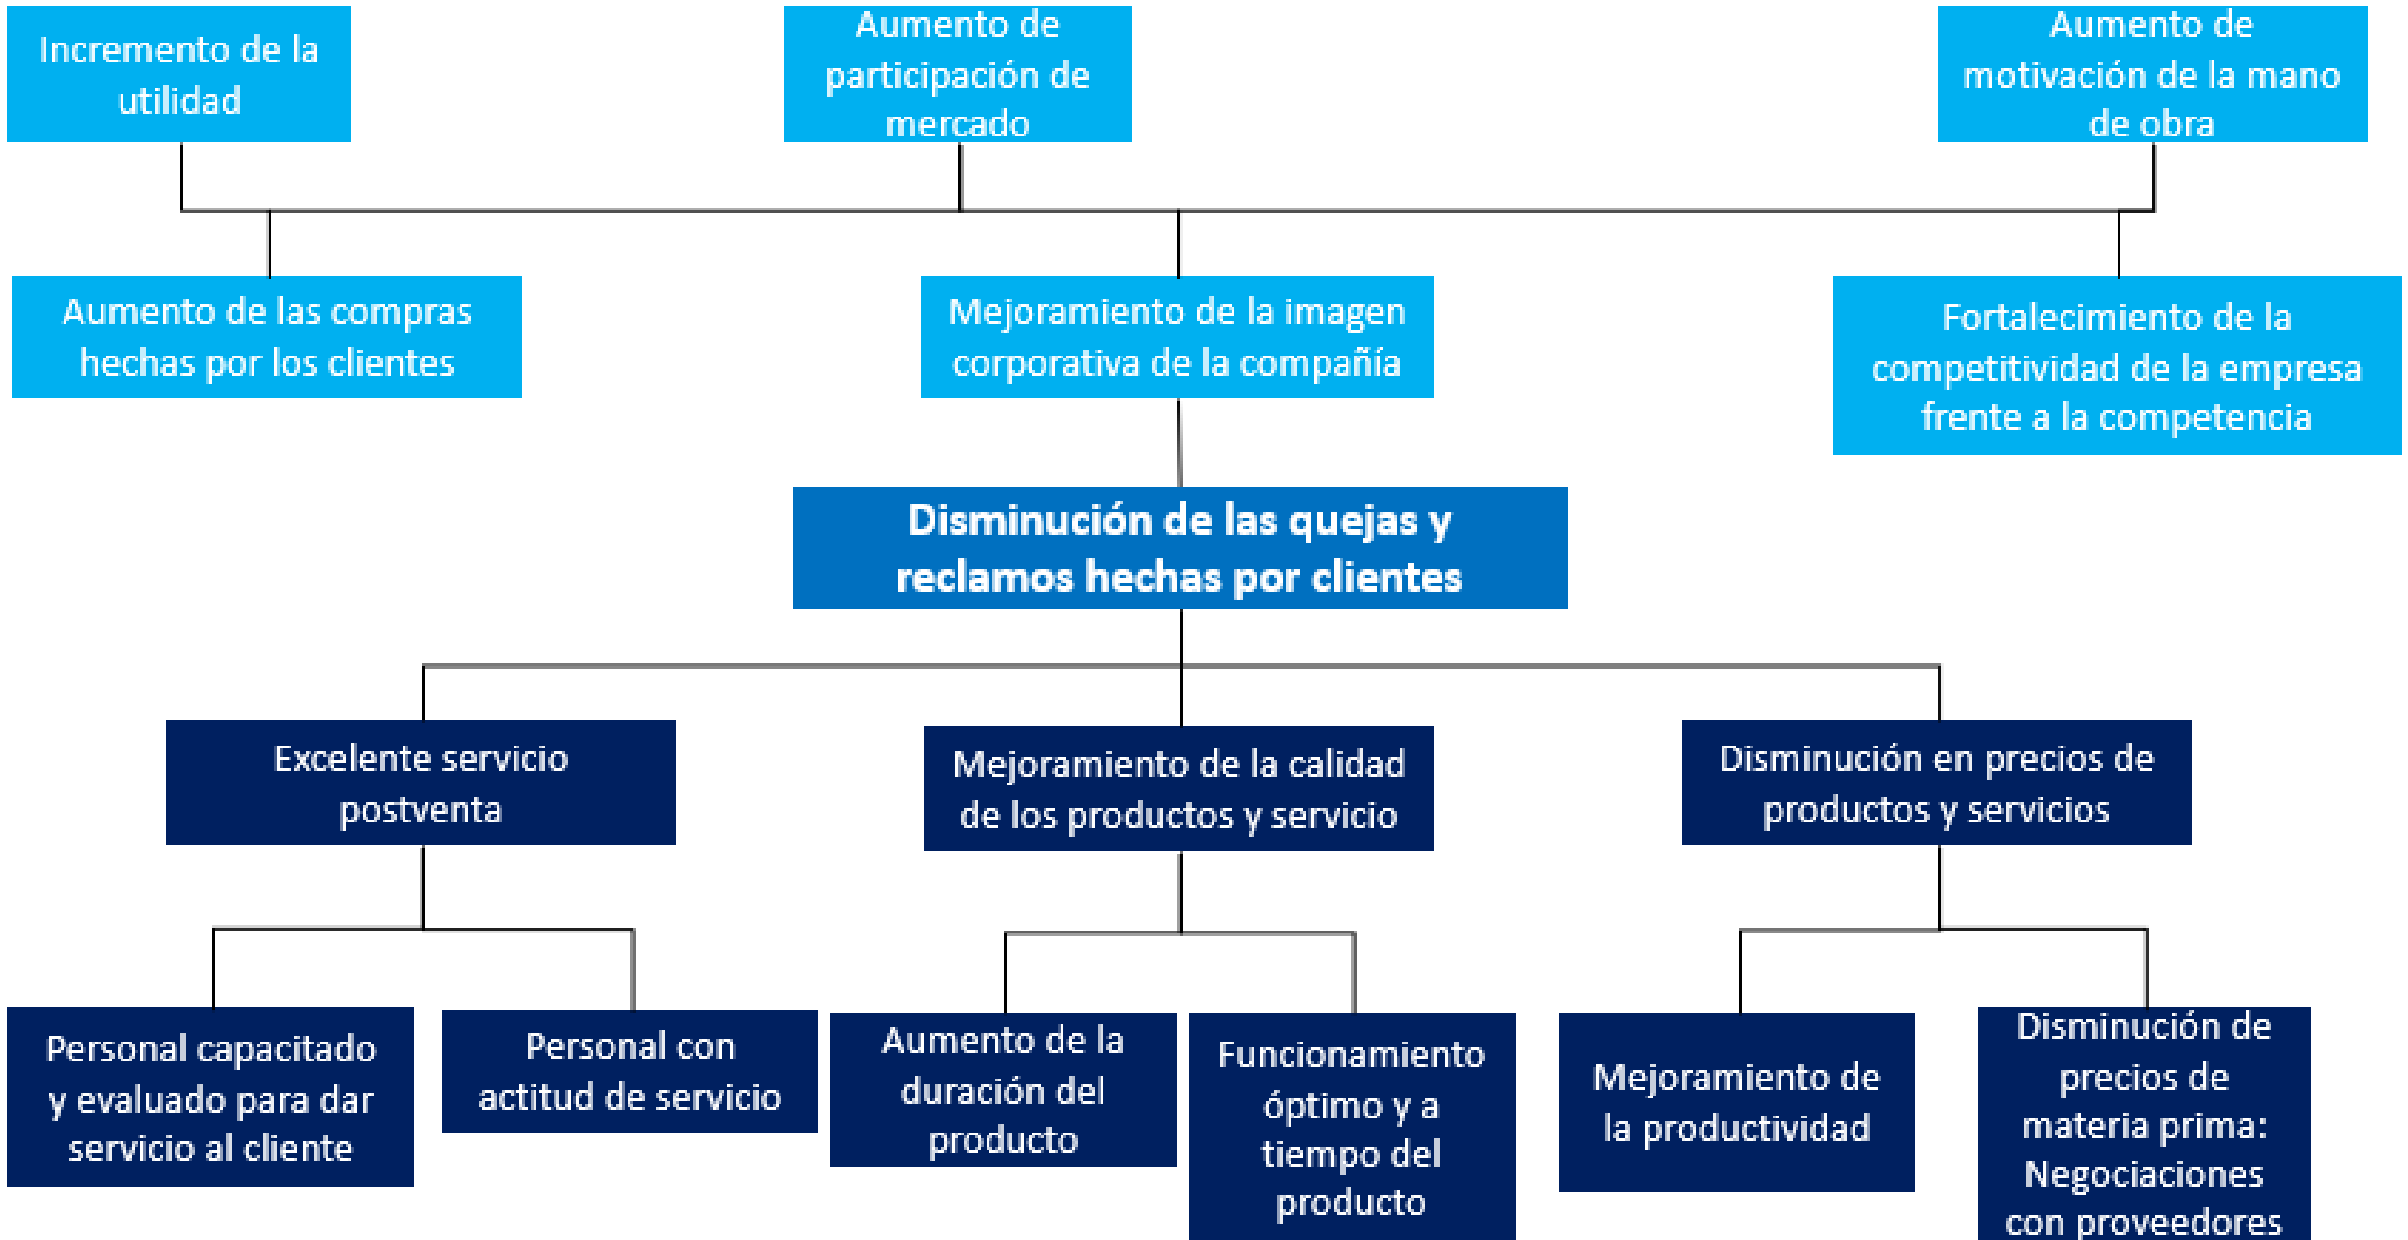 Incremento de la
utilidad
Aumento de
participación de
mercado
Aumento de
motivación de la mano
de obra
Aumento de las compras
hechas por los clientes
Mejoramiento de la imagen
corporativa de la compañía
Fortalecimiento de la
competitividad de la empresa
frente a la competencia
Disminución de las quejas y
reclamos hechas por clientes
Excelente servicio
postventa
Mejoramiento de la calidad
de los productos y servicio
Disminución en precios de
productos y servicios
Personal capacitado
y evaluado para dar
servicio al cliente
Personal con
actitud de servicio
Aumento de la
duración del
producto
Funcionamiento
óptimo y a
tiempo del
producto
Mejoramiento de
la productividad
Disminución de
precios de
materia prima:
Negociaciones
con proveedores